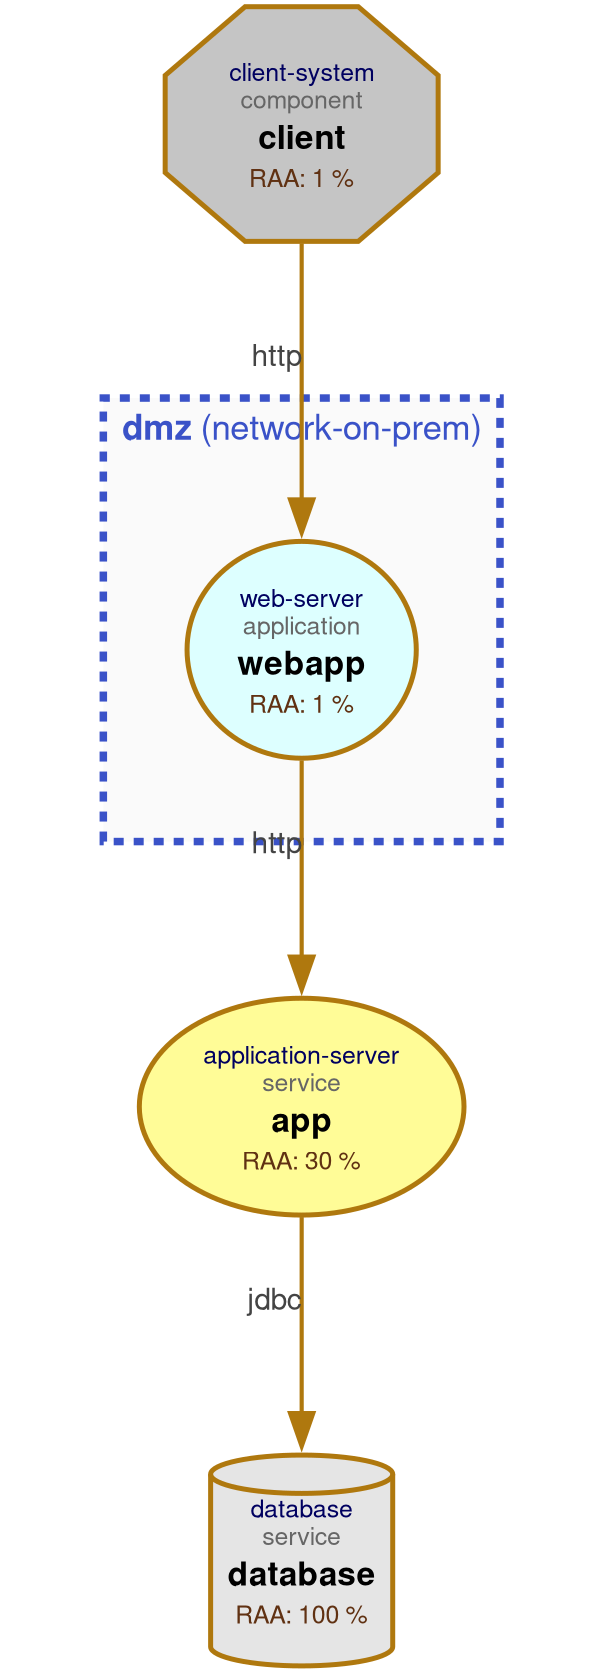 client-system
component
client
RAA: 1 %
http
dmz (network-on-prem)
web-server
application
webapp
RAA: 1 %
http
application-server
service
app
RAA: 30 %
jdbc
database
service
database
RAA: 100 %